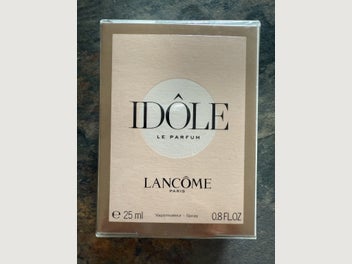 IDÔLE
LE PARFUM
LANCÔME
PARIS
℮ 25 ml Vaporisateur - Spray 0.8 FL.OZ